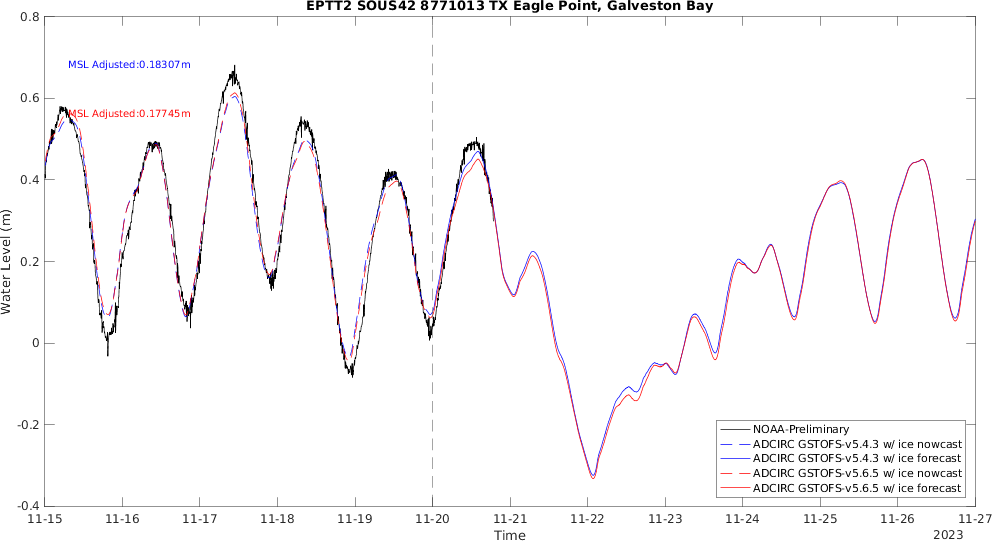 EPTT2 SOUS42 8771013 TX Eagle Point, Galveston Bay
Water Level (m)
0.8
0.6
0.4
0.2
0
-0.2
-0.4
MSL Adjusted:0.18307m
MSL Adjusted:0.17745m
NOAA-Preliminary
ADCIRC GSTOFS-v5.4.3 w/ ice nowcast
ADCIRC GSTOFS-v5.4.3 w/ ice forecast
ADCIRC GSTOFS-v5.6.5 w/ ice nowcast
ADCIRC GSTOFS-v5.6.5 w/ ice forecast
11-15 11-16 11-17 11-18 11-19 11-20 11-21 11-22 11-23 11-24 11-25 11-26 11-27
Time
2023